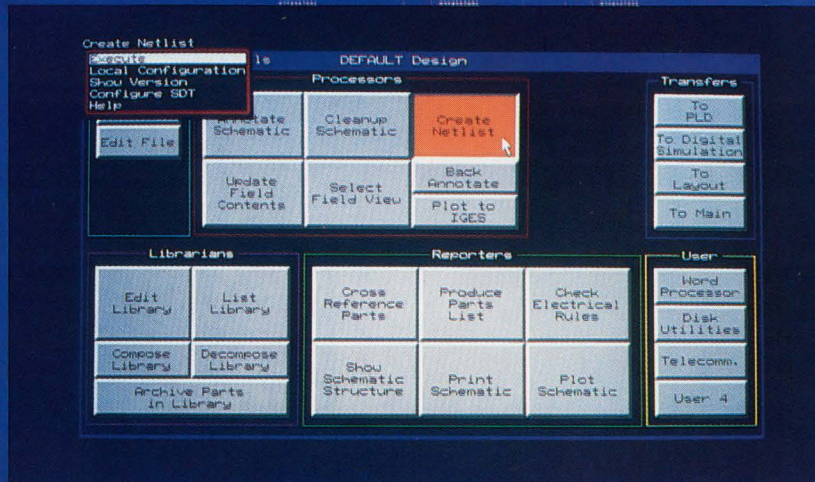 Create Netlist
Execute
Local Configuration
Show Version
Configure SDT
Help
ls DEFAULT Design
Processors
Transfers
Edit File
Annotate
Schematic
Cleanup
Schematic
Create
Netlist
Update
Field
Contents
Select
Field View
Back
Annotate
Plot to
IGES
To
PLD
To Digital
Simulation
To
Layout
To Main
Librarians
Reporters
User
Edit
Library
List
Library
Compose
Library
Decompose
Library
Archive Parts
in Library
Cross
Reference
Parts
Produce
Parts
List
Check
Electrical
Rules
Show
Schematic
Structure
Print
Schematic
Plot
Schematic
Word
Processor
Disk
Utilities
Telecomm.
User 4